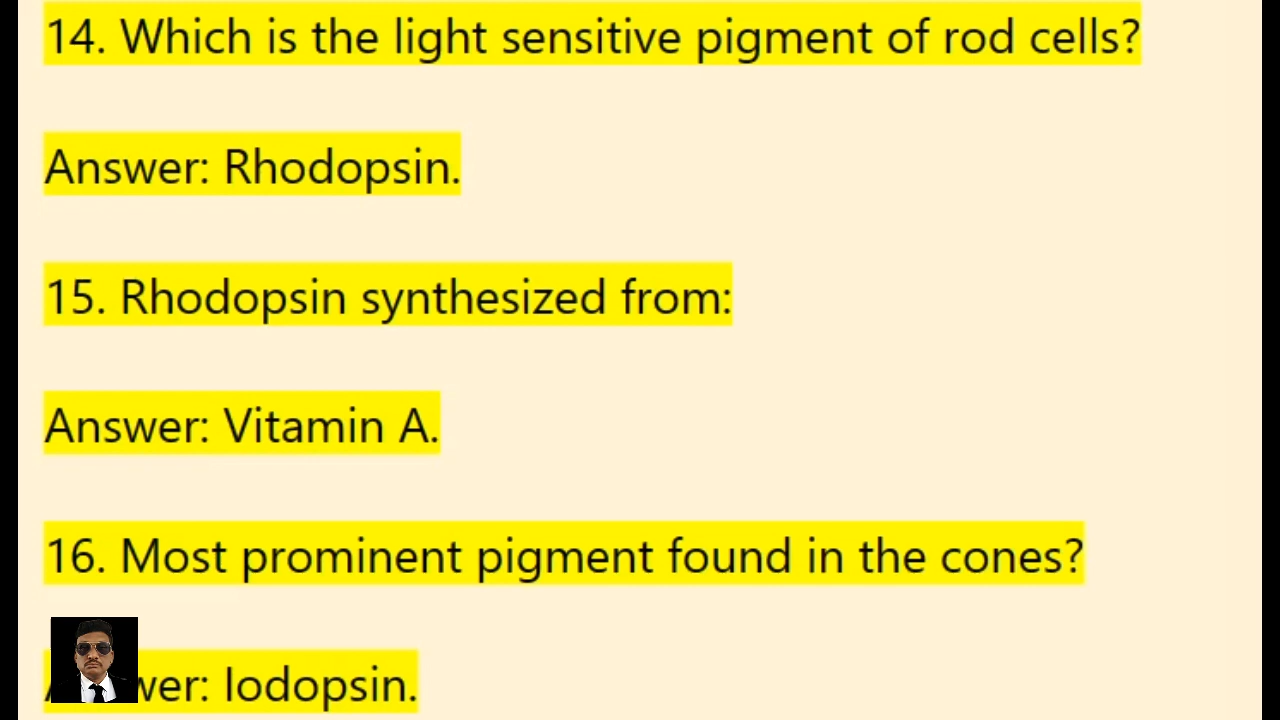 14. Which is the light sensitive pigment of rod cells?
Answer: Rhodopsin.
15. Rhodopsin synthesized from:
Answer: Vitamin A.
16. Most prominent pigment found in the cones?
wer: Iodopsin.